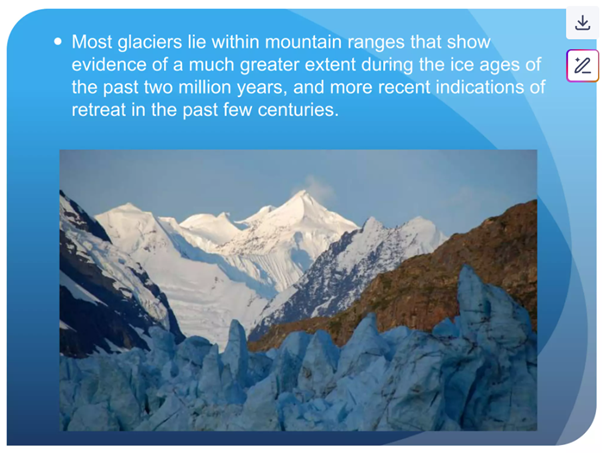 Most glaciers lie within mountain ranges that show
evidence of a much greater extent during the ice ages of
the past two million years, and more recent indications of
retreat in the past few centuries.